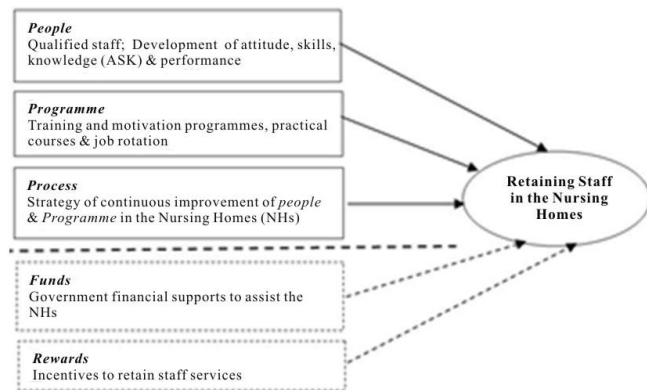 People
Qualified staff; Development of attitude, skills,
knowledge (ASK) & performance
Programme
Training and motivation programmes, practical
courses & job rotation
Process
Strategy of continuous improvement of people
& Programme in the Nursing Homes (NHs)
Retaining Staff
in the Nursing
Homes
Funds
Government financial supports to assist the
NHs
Rewards
Incentives to retain staff services